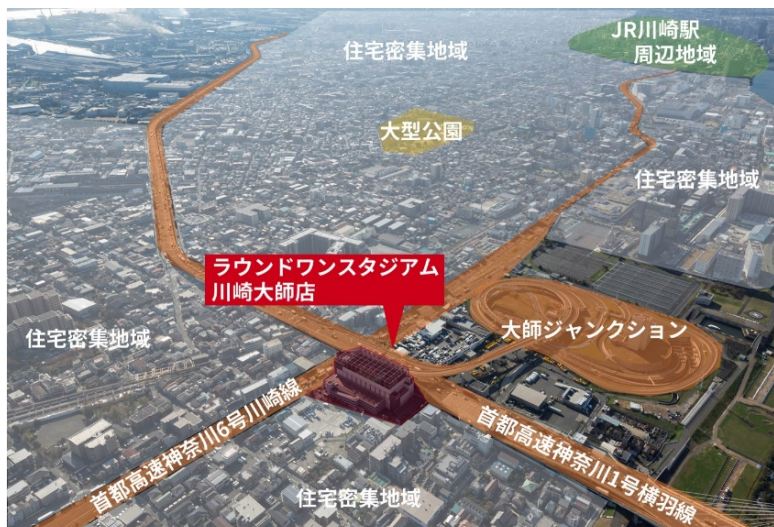 JR川崎駅
周辺地域
住宅密集地域
大型公園
住宅密集地域
ラウンドワンスタジアム
川崎大師店
大師ジャンクション
住宅密集地域
首都高速神奈川6号川崎線
首都高速神奈川1号横羽線
住宅密集地域